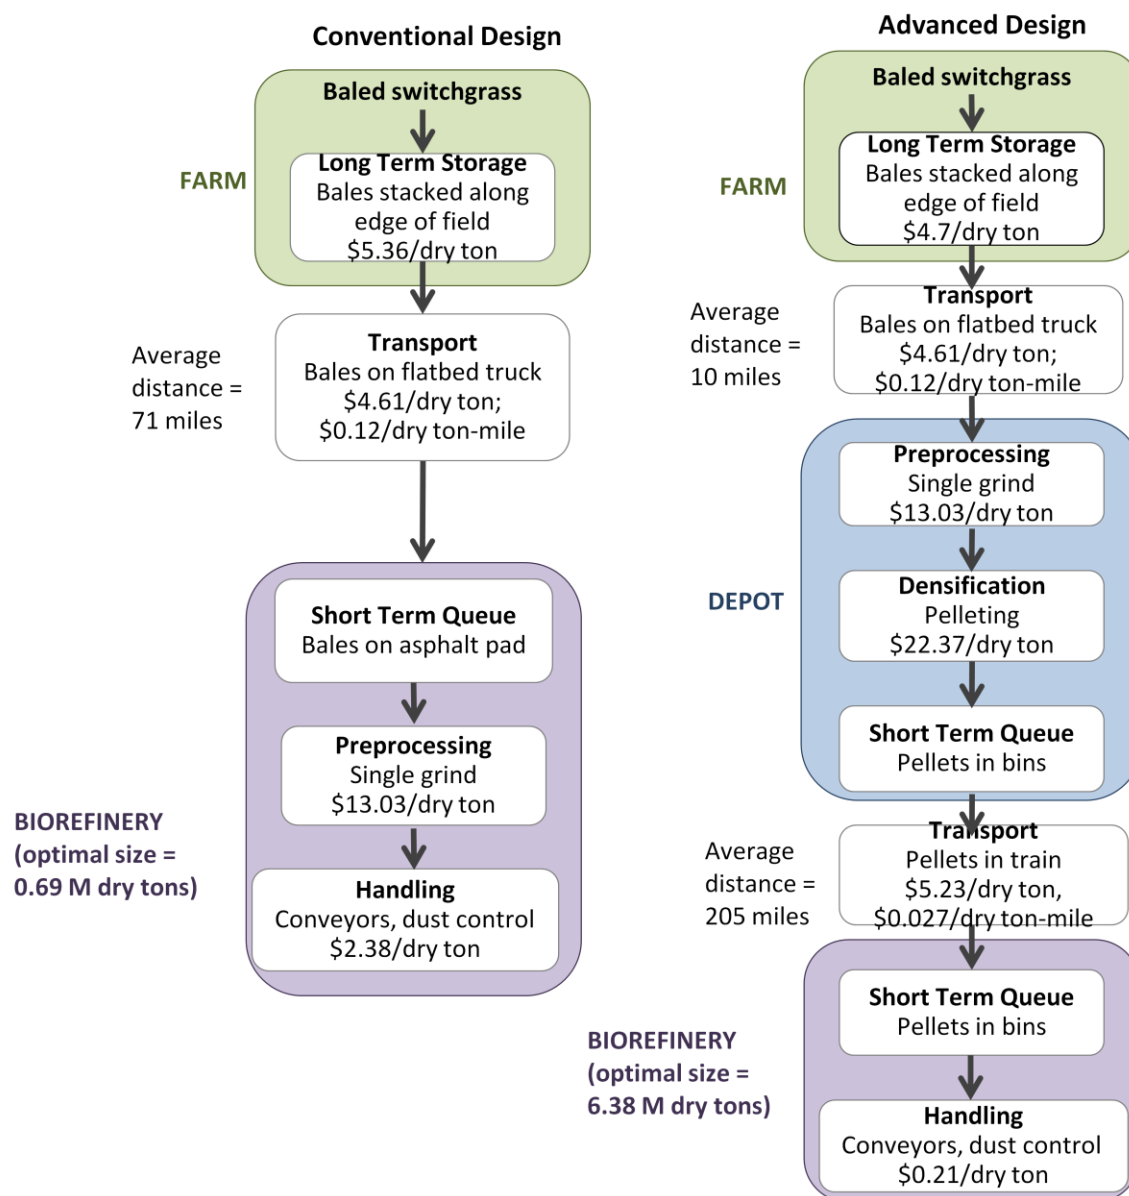 Conventional Design
Baled switchgrass
FARM
Long Term Storage
Bales stacked along
edge of field
$5.36/dry ton
Average
distance =
71 miles
Transport
Bales on flatbed truck
$4.61/dry ton;
$0.12/dry ton-mile
Short Term Queue
Bales on asphalt pad
Preprocessing
Single grind
$13.03/dry ton
BIOREFINERY
(optimal size =
0.69 M dry tons)
Handling
Conveyors, dust control
$2.38/dry ton
Advanced Design
Baled switchgrass
FARM
Long Term Storage
Bales stacked along
edge of field
$4.7/dry ton
Average
distance =
10 miles
Transport
Bales on flatbed truck
$4.61/dry ton;
$0.12/dry ton-mile
DEPOT
Preprocessing
Single grind
$13.03/dry ton
Densification
Pelleting
$22.37/dry ton
Short Term Queue
Pellets in bins
Average
distance =
205 miles
Transport
Pellets in train
$5.23/dry ton,
$0.027/dry ton-mile
BIOREFINERY
(optimal size =
6.38 M dry tons)
Short Term Queue
Pellets in bins
Handling
Conveyors, dust control
$0.21/dry ton